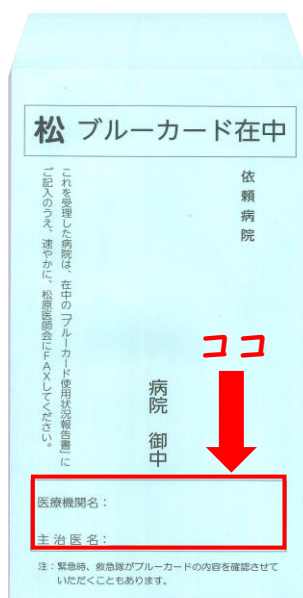 松 ブルーカード在中
依頼病院
ココ
病院 御中
これを受理した病院は、在中の「ブルーカード使用状況報告書」に
ご記入のうえ、速やかに、松原医師会にFAXしてください。
医療機関名：
主治医名：
注：緊急時、救急隊がブルーカードの内容を確認させて
いただくこともあります。